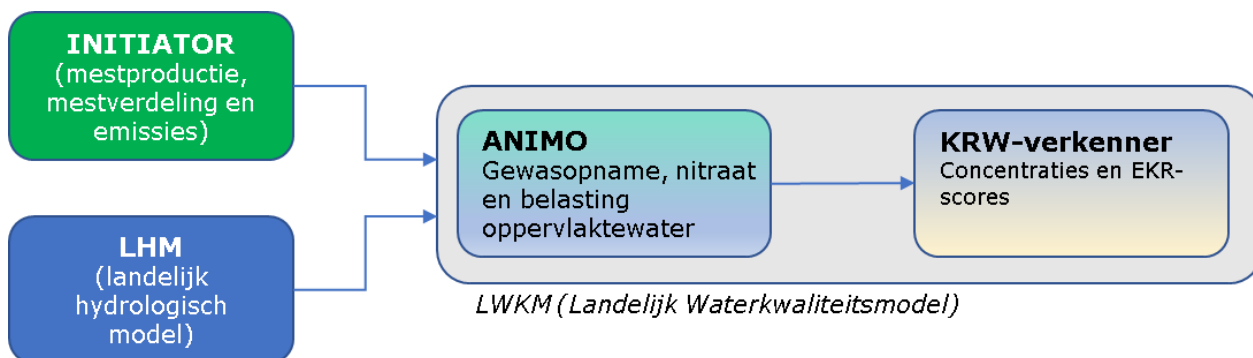 INITIATOR
(mestproductie,
mestverdeling en
emissies)
LHM
(landelijk
hydrologisch
model)
ANIMO
Gewasopname, nitraat
en belasting
oppervlaktewater
KRW-verkenner
Concentraties en EKR-
scores
LWKM (Landelijk Waterkwaliteitsmodel)